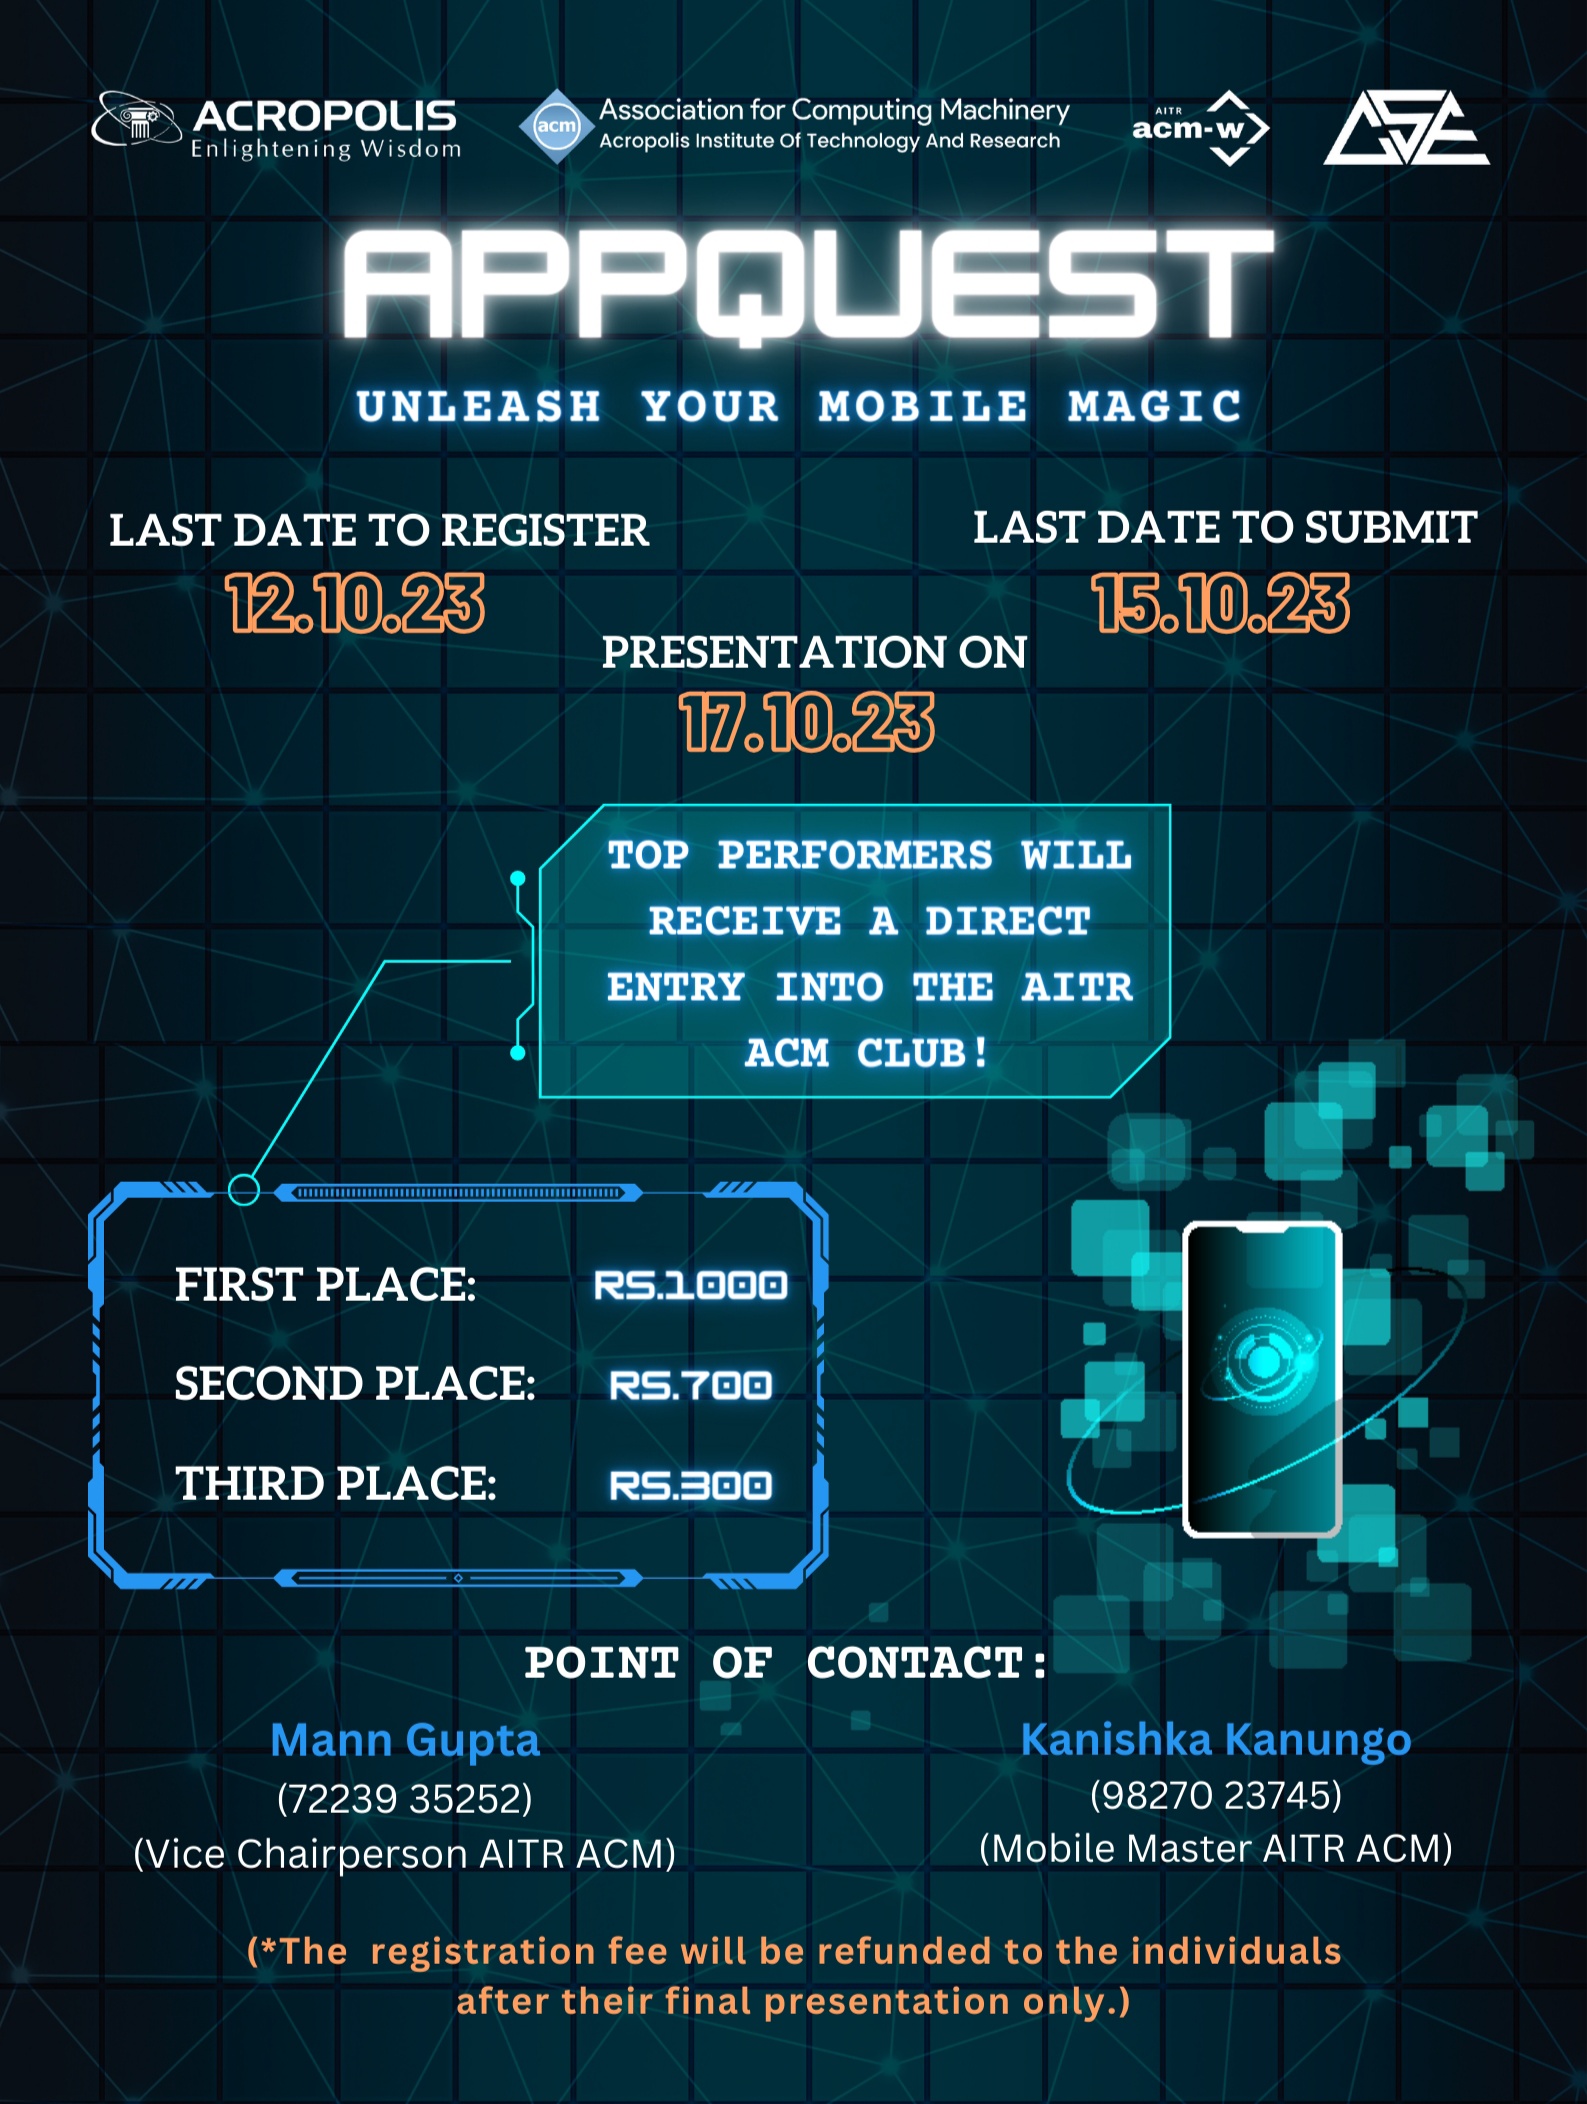 ACROPOLIS
Enlightening Wisdom
acm
Association for Computing Machinery
Acropolis Institute Of Technology And Research
AITR
acm-w
CSE
APPQUEST
UNLEASH YOUR MOBILE MAGIC
LAST DATE TO REGISTER
12.10.23
LAST DATE TO SUBMIT
15.10.23
PRESENTATION ON
17.10.23
TOP PERFORMERS WILL
RECEIVE A DIRECT
ENTRY INTO THE AITR
ACM CLUB!
FIRST PLACE: RS.1000
SECOND PLACE: RS.700
THIRD PLACE: RS.300
POINT OF CONTACT:
Mann Gupta
(72239 35252)
(Vice Chairperson AITR ACM)
Kanishka Kanungo
(98270 23745)
(Mobile Master AITR ACM)
(*The  registration fee will be refunded to the individuals
after their final presentation only.)